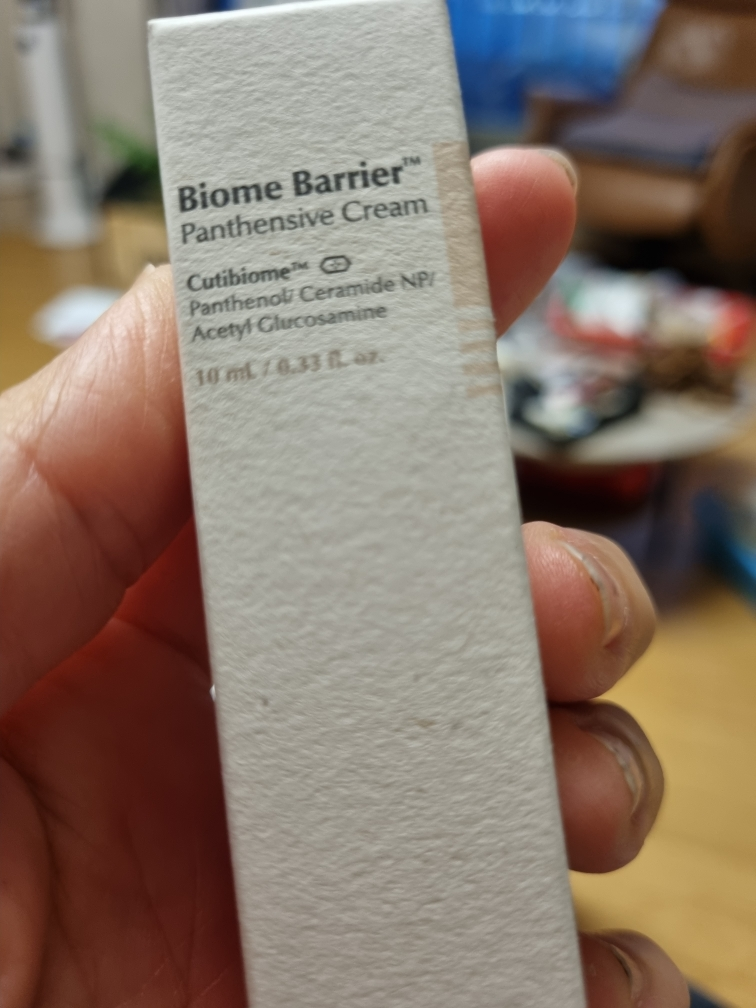 Biome Barrier™
Panthensive Cream
Cutibiome™
Panthenol/ Ceramide NP/
Acetyl Glucosamine
10 mL / 0.33 fl. oz.